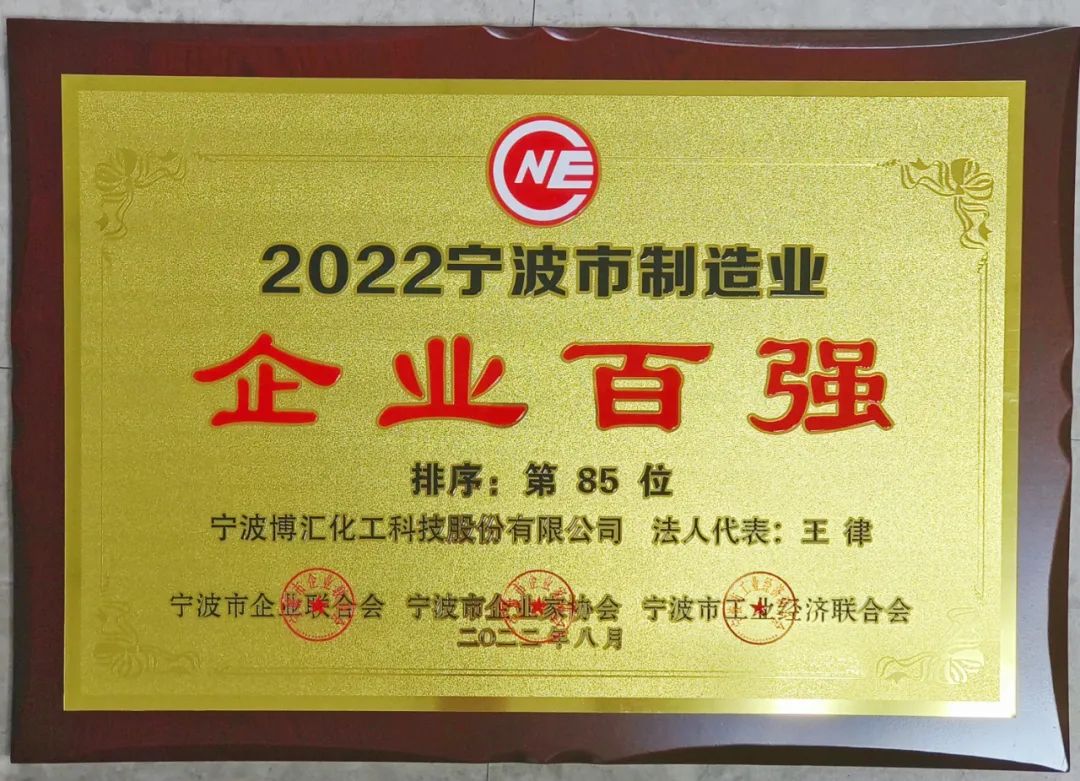 CNE
2022宁波市制造业
企业百强
排序：第 85 位
宁波博汇化工科技股份有限公司 法人代表：王 律
宁波市企业联合会 宁波市企业家协会 宁波市工业经济联合会
二〇二二年八月